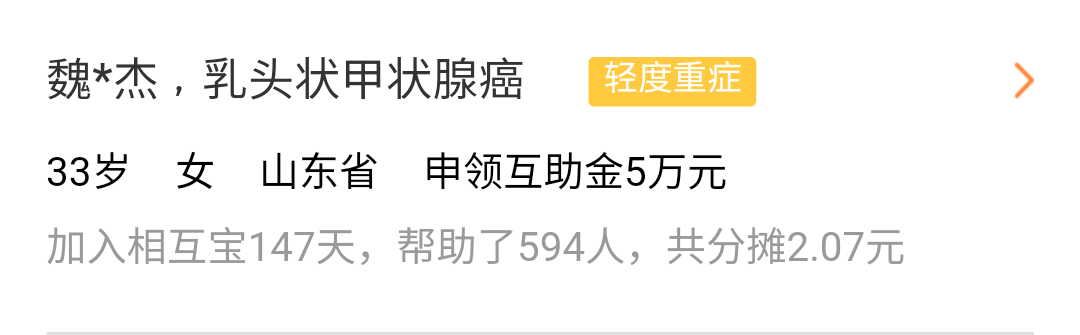 魏*杰，乳头状甲状腺癌 轻度重症
33岁 女 山东省 申领互助金5万元
加入相互宝147天，帮助了594人，共分摊2.07元